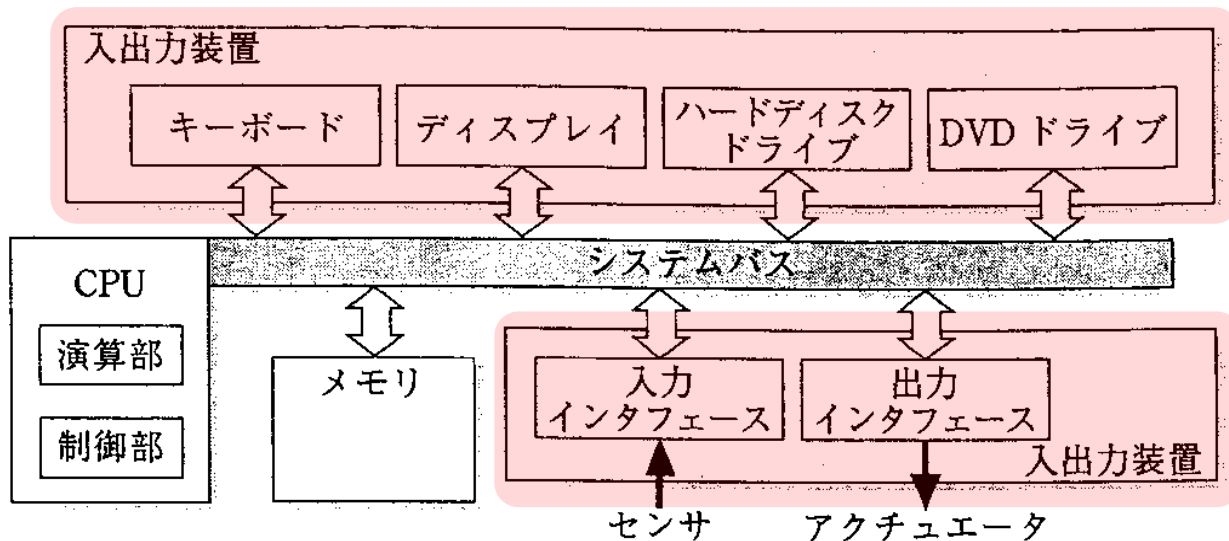 入出力装置
キーボード
ディスプレイ
ハードディスク
ドライブ
DVD ドライブ
システムバス
CPU
演算部
制御部
メモリ
入力
インタフェース
出力
インタフェース
入出力装置
センサ
アクチュエータ